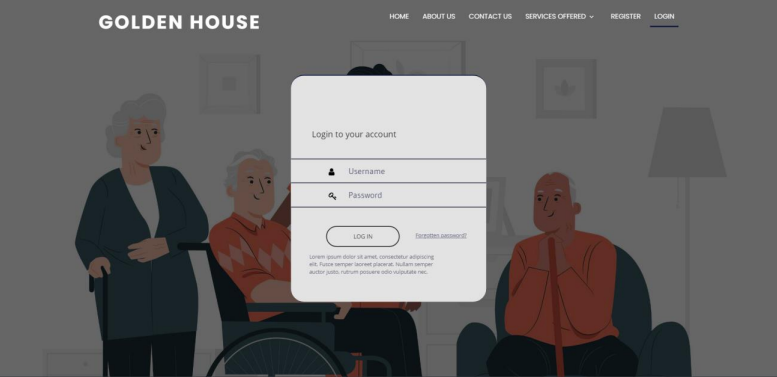 GOLDEN HOUSE
HOME ABOUT US CONTACT US SERVICES OFFERED REGISTER LOGIN
Login to your account
Username
Password
LOG IN Forgotten password?
Lorem ipsum dolor sit amet, consectetur adipiscing
elit. Fusce semper laoreet placerat. Nullam semper
auctor justo, rutrum posuere odio vulputate nec.